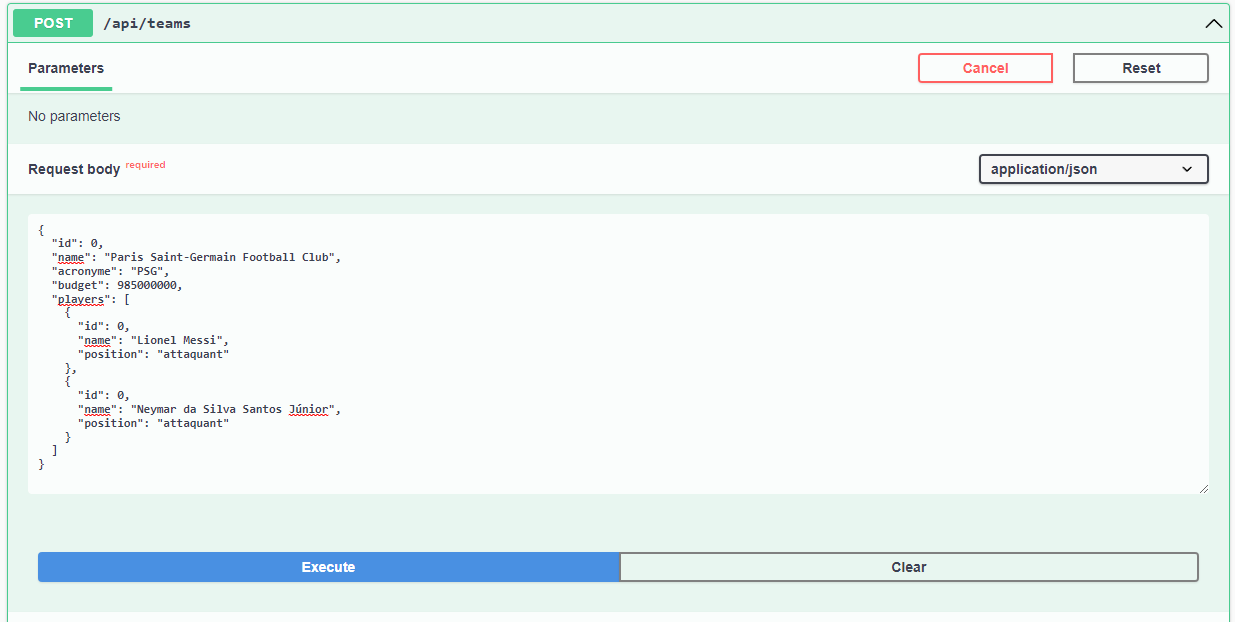 POST /api/teams
Parameters
Cancel
Reset
No parameters
Request body required
application/json
{
  "id": 0,
  "name": "Paris Saint-Germain Football Club",
  "acronyme": "PSG",
  "budget": 985000000,
  "players": [
    {
      "id": 0,
      "name": "Lionel Messi",
      "position": "attaquant"
    },
    {
      "id": 0,
      "name": "Neymar da Silva Santos Júnior",
      "position": "attaquant"
    }
  ]
}
Execute
Clear